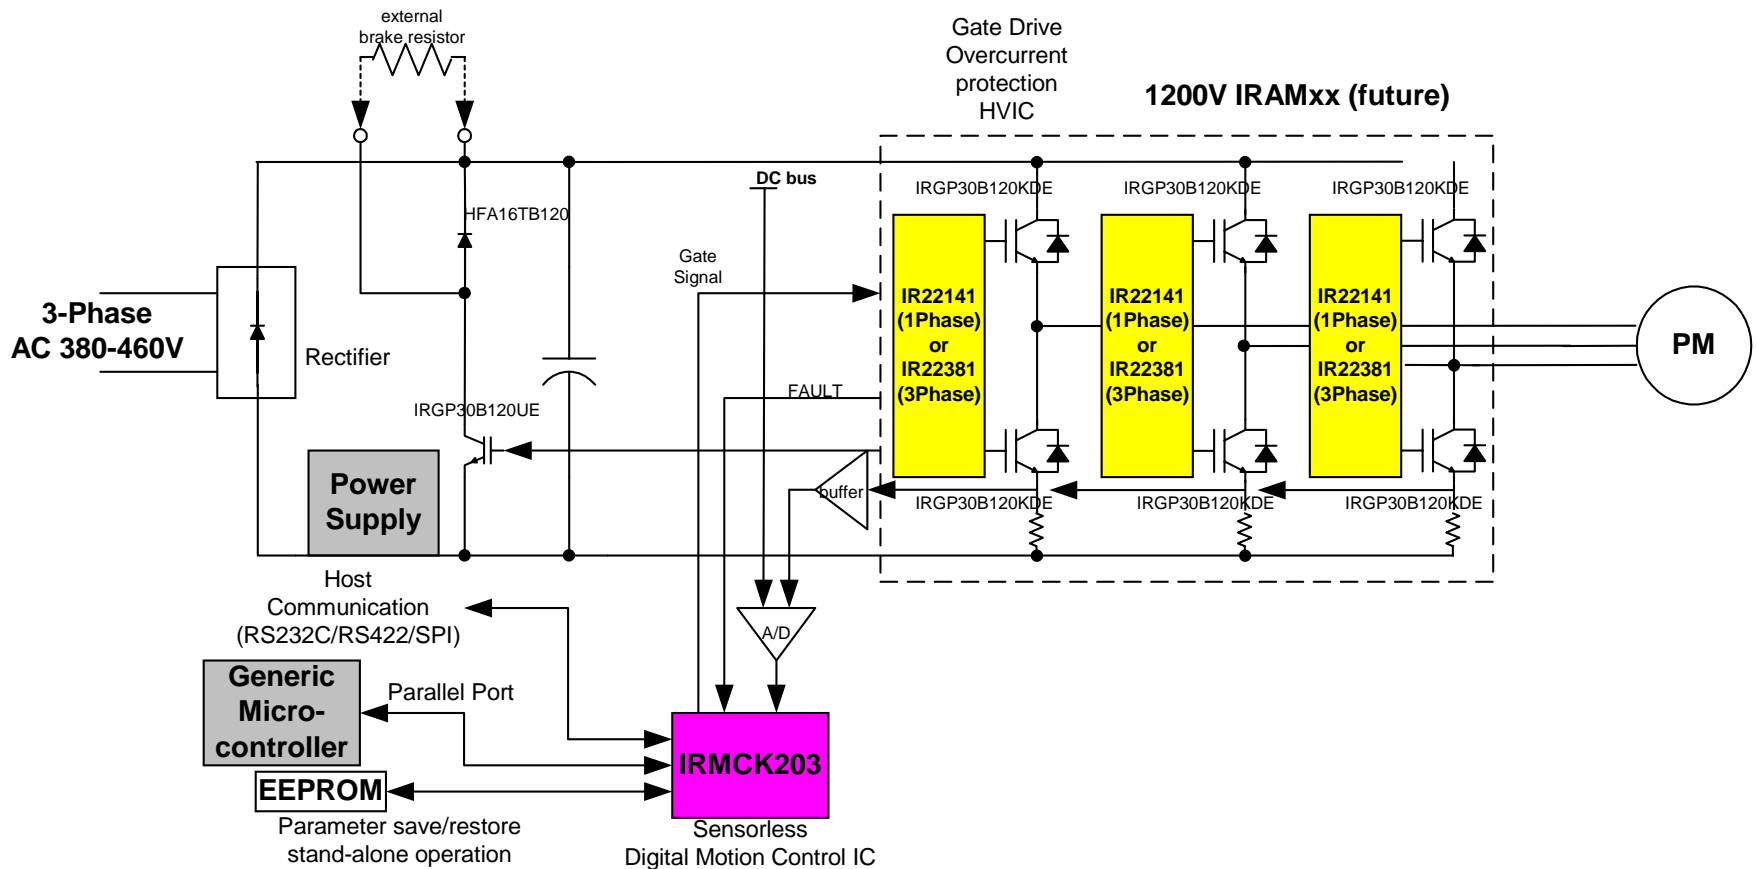 external
brake resistor
Gate Drive
Overcurrent
protection
HVIC
1200V IRAMxx (future)
DC bus
IRGP30B120KDE
IRGP30B120KDE
IRGP30B120KDE
HFA16TB120
Gate
Signal
3-Phase
AC 380-460V
Rectifier
IR22141
(1Phase)
or
IR22381
(3Phase)
IR22141
(1Phase)
or
IR22381
(3Phase)
IR22141
(1Phase)
or
IR22381
(3Phase)
PM
FAULT
IRGP30B120UE
Power
Supply
buffer
IRGP30B120KDE
IRGP30B120KDE
IRGP30B120KDE
Host
Communication
(RS232C/RS422/SPI)
A/D
Generic
Micro-
controller
Parallel Port
IRMCK203
EEPROM
Parameter save/restore
stand-alone operation
Sensorless
Digital Motion Control IC